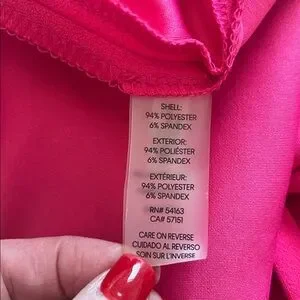 SHELL:
94% POLYESTER
6% SPANDEX
EXTERIOR:
94% POLIÉSTER
6% SPANDEX
EXTÉRIEUR:
94% POLYESTER
6% SPANDEX
RN# 54163
CA# 57151
CARE ON REVERSE
CUIDADO AL REVERSO
SOIN SUR L'INVERSE